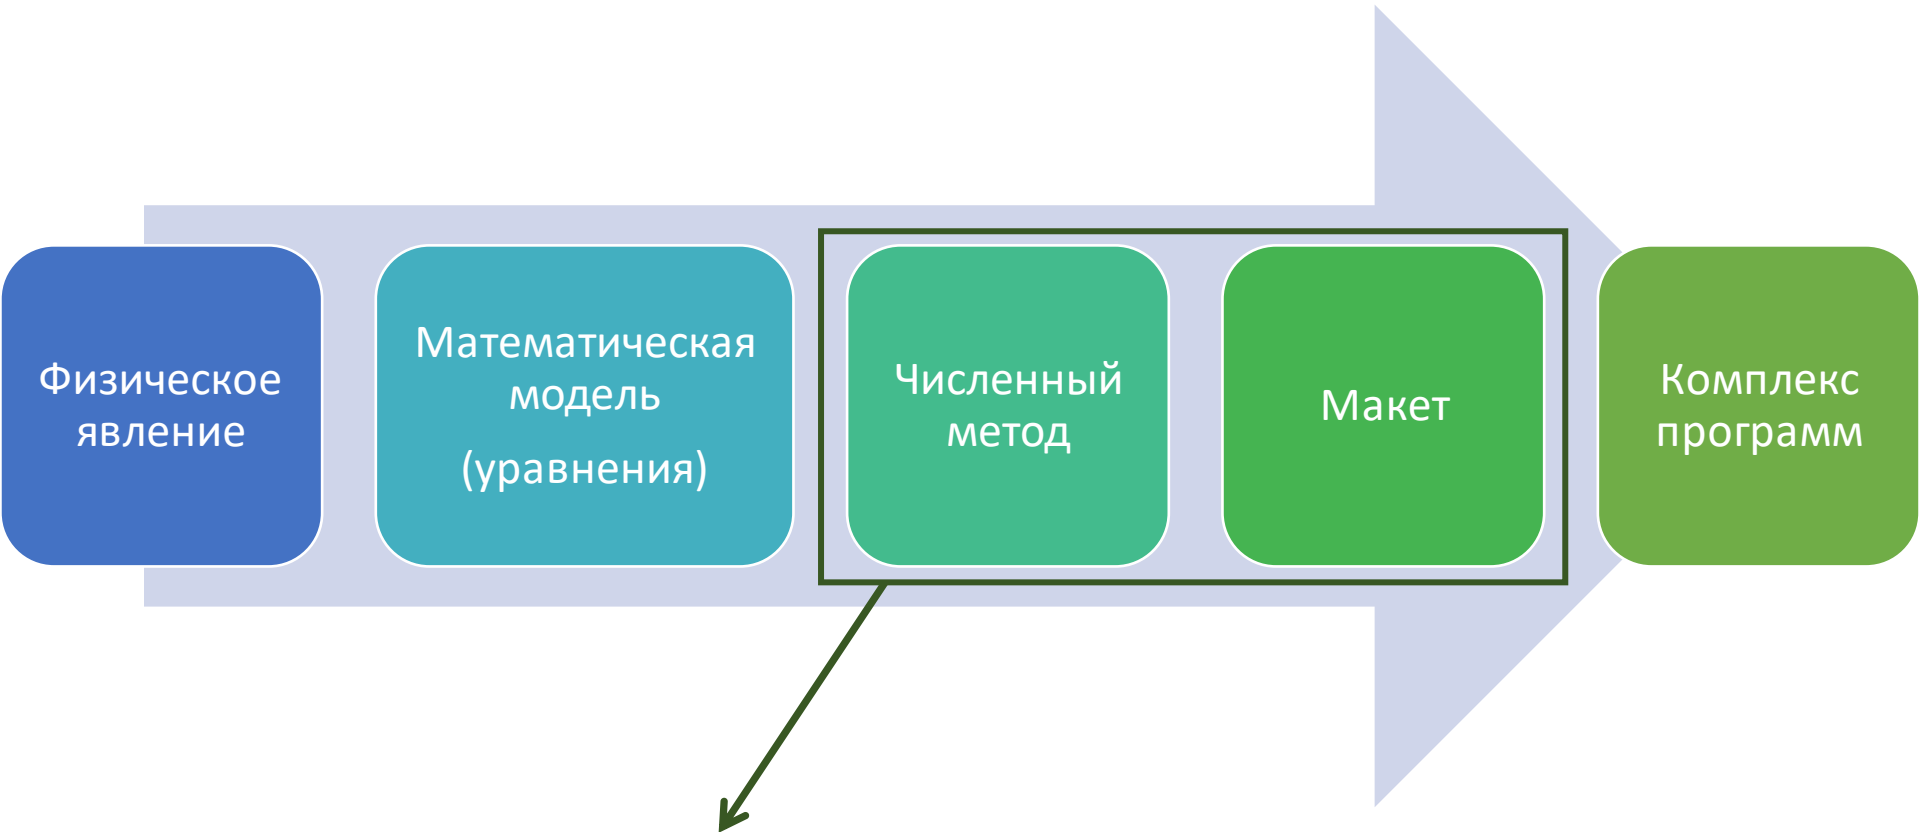 Физическое
явление
Математическая
модель
(уравнения)
Численный
метод
Макет
Комплекс
программ